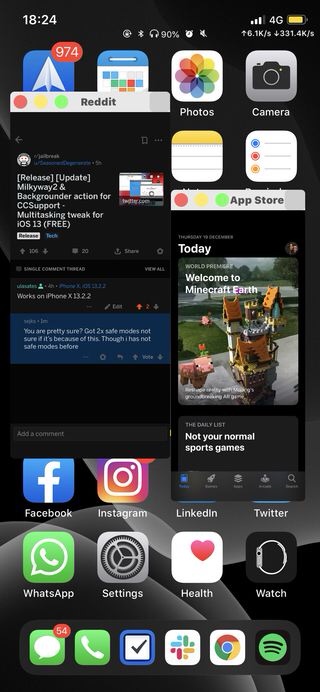 18:24
4G
90%
↑6.1K/s ↓331.4K/s
974
Photos
Camera
Reddit
r/jailbreak
u/SeasonedDegenerate • 5h
[Release] [Update]
Milkyway2 &
Backgrounder action for
CCSupport -
Multitasking tweak for
iOS 13 (FREE)
twitter.com
Release Tech
106
20
Share
SINGLE COMMENT THREAD
VIEW ALL
• 4h • iPhone X, iOS 13.2.2
Works on iPhone X 13.2.2
Edit
2
• 1m
You are pretty sure? Got 2x safe modes not
sure if it's because of this. Though i has not
safe modes before
Vote
Add a comment
App Store
THURSDAY 19 DECEMBER
Today
WORLD PREMIERE
Welcome to
Minecraft Earth
Reshape reality with Mojang's
groundbreaking AR game.
THE DAILY LIST
Not your normal
sports games
Today
Games
Apps
Arcade
Search
Facebook
Instagram
LinkedIn
Twitter
WhatsApp
Settings
Health
Watch
54